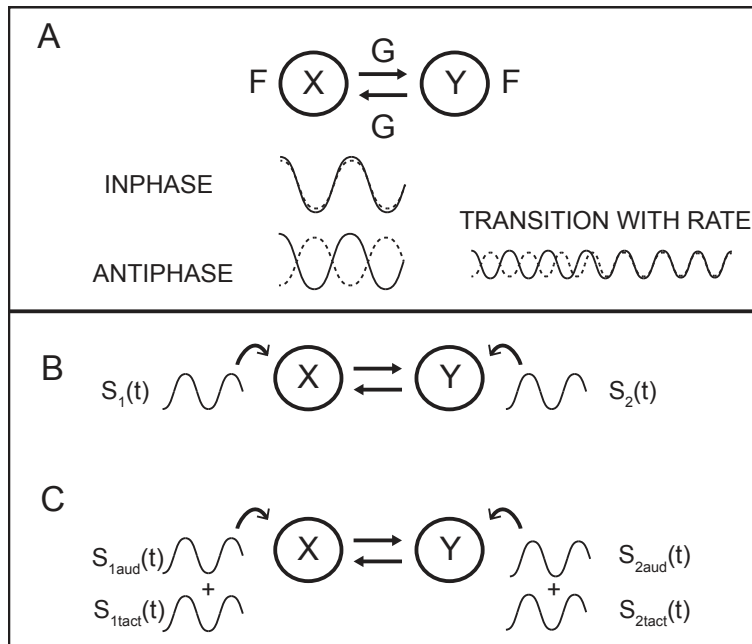 A
G
F X Y F
G
INPHASE
TRANSITION WITH RATE
ANTIPHASE
B
S1(t) X Y S2(t)
C
X Y
S1aud(t) S2aud(t)
+ +
S1tact(t) S2tact(t)